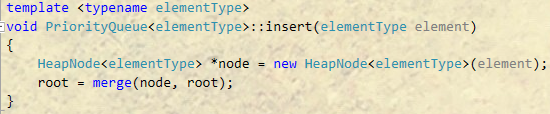 template <typename elementType>
void PriorityQueue<elementType>::insert(elementType element)
{
    HeapNode<elementType> *node = new HeapNode<elementType>(element);
    root = merge(node, root);
}